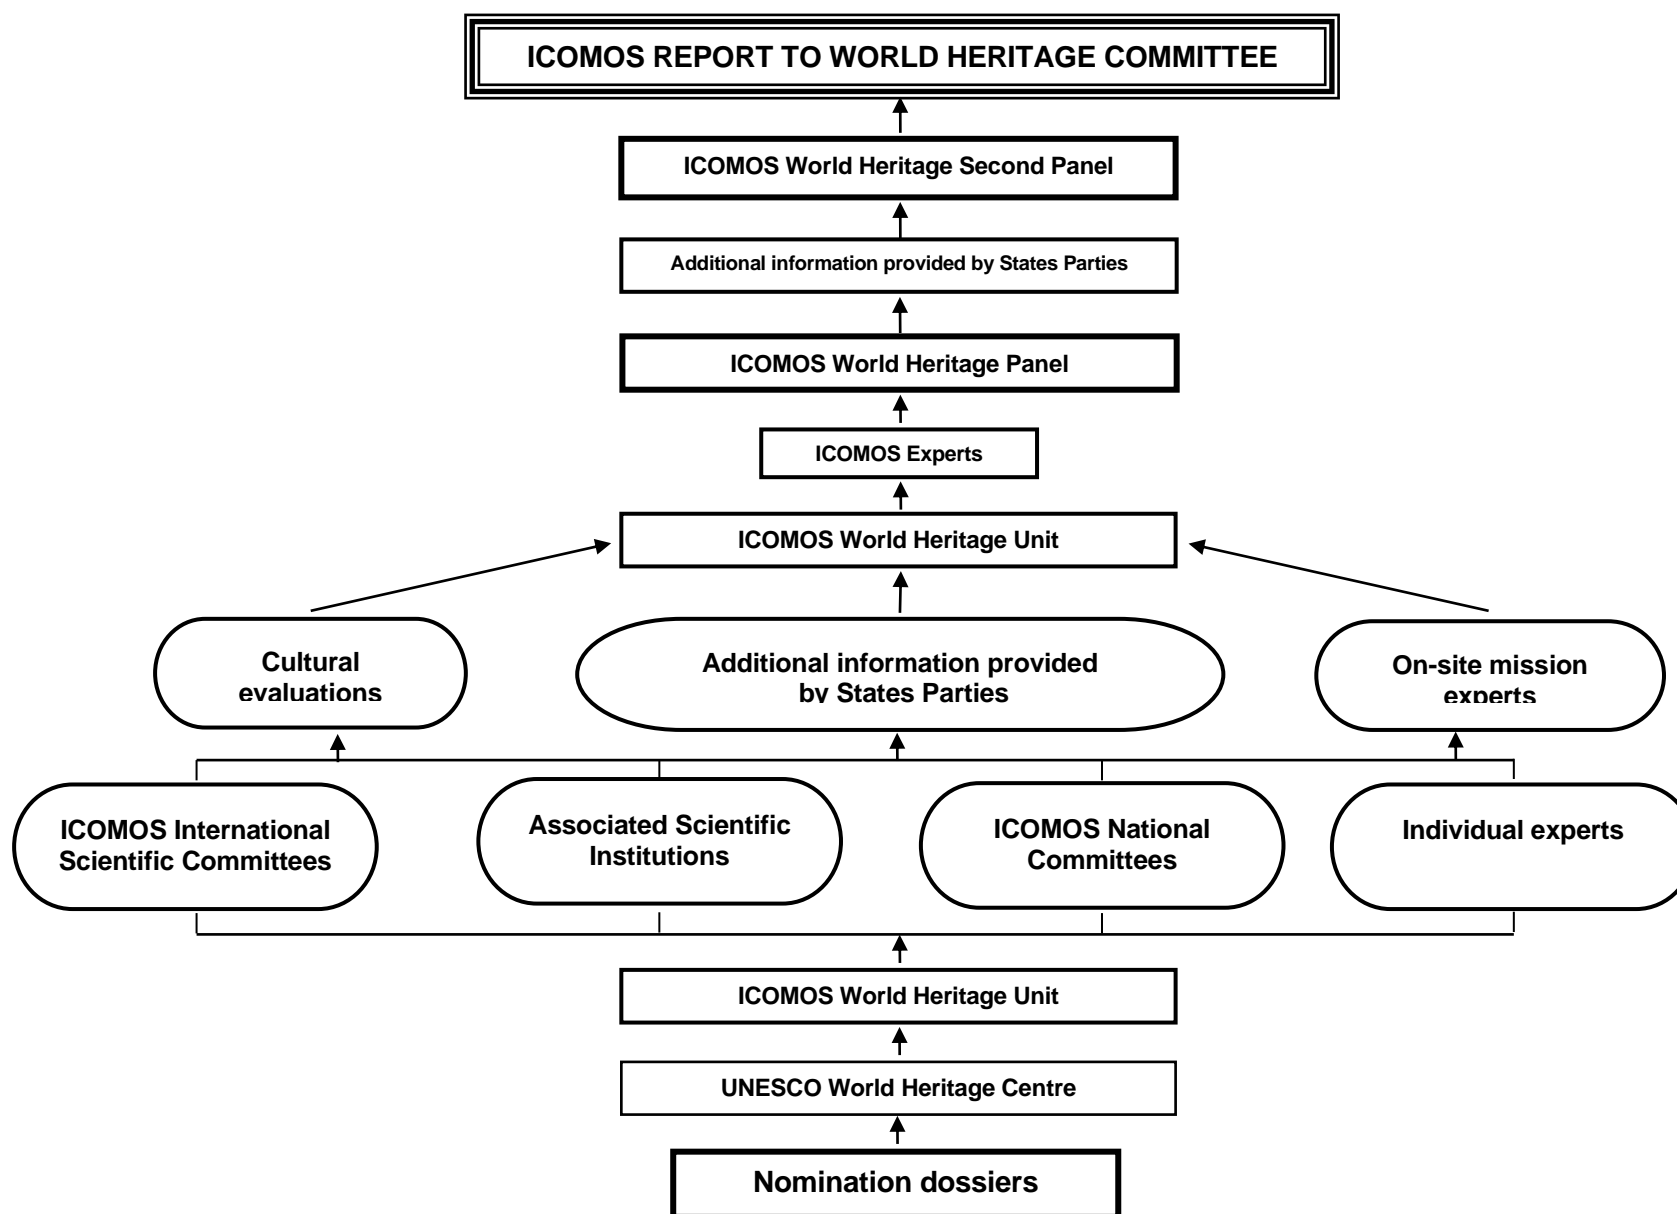 ICOMOS REPORT TO WORLD HERITAGE COMMITTEE
ICOMOS World Heritage Second Panel
Additional information provided by States Parties
ICOMOS World Heritage Panel
ICOMOS Experts
ICOMOS World Heritage Unit
Cultural
evaluations
Additional information provided
by States Parties
On-site mission
experts
ICOMOS International
Scientific Committees
Associated Scientific
Institutions
ICOMOS National
Committees
Individual experts
ICOMOS World Heritage Unit
UNESCO World Heritage Centre
Nomination dossiers